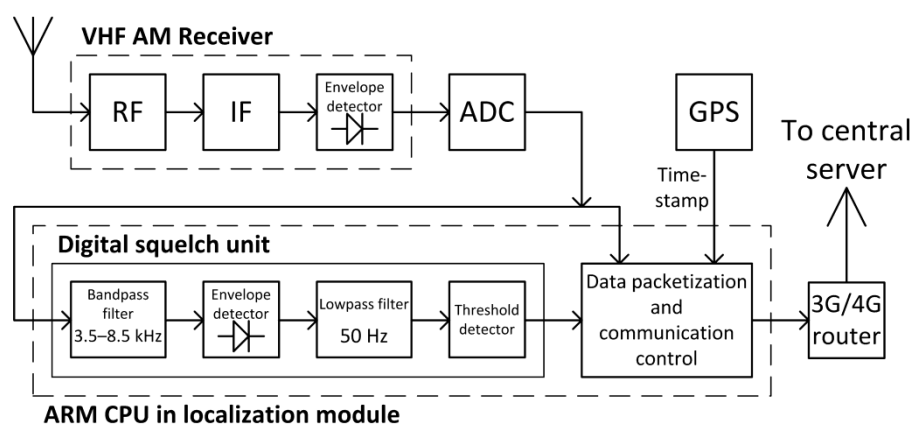 VHF AM Receiver
RF
IF
Envelope
detector
ADC
GPS
To central
server
Time-
stamp
Digital squelch unit
Bandpass
filter
3.5–8.5 kHz
Envelope
detector
Lowpass filter
50 Hz
Threshold
detector
Data packetization
and
communication
control
3G/4G
router
ARM CPU in localization module